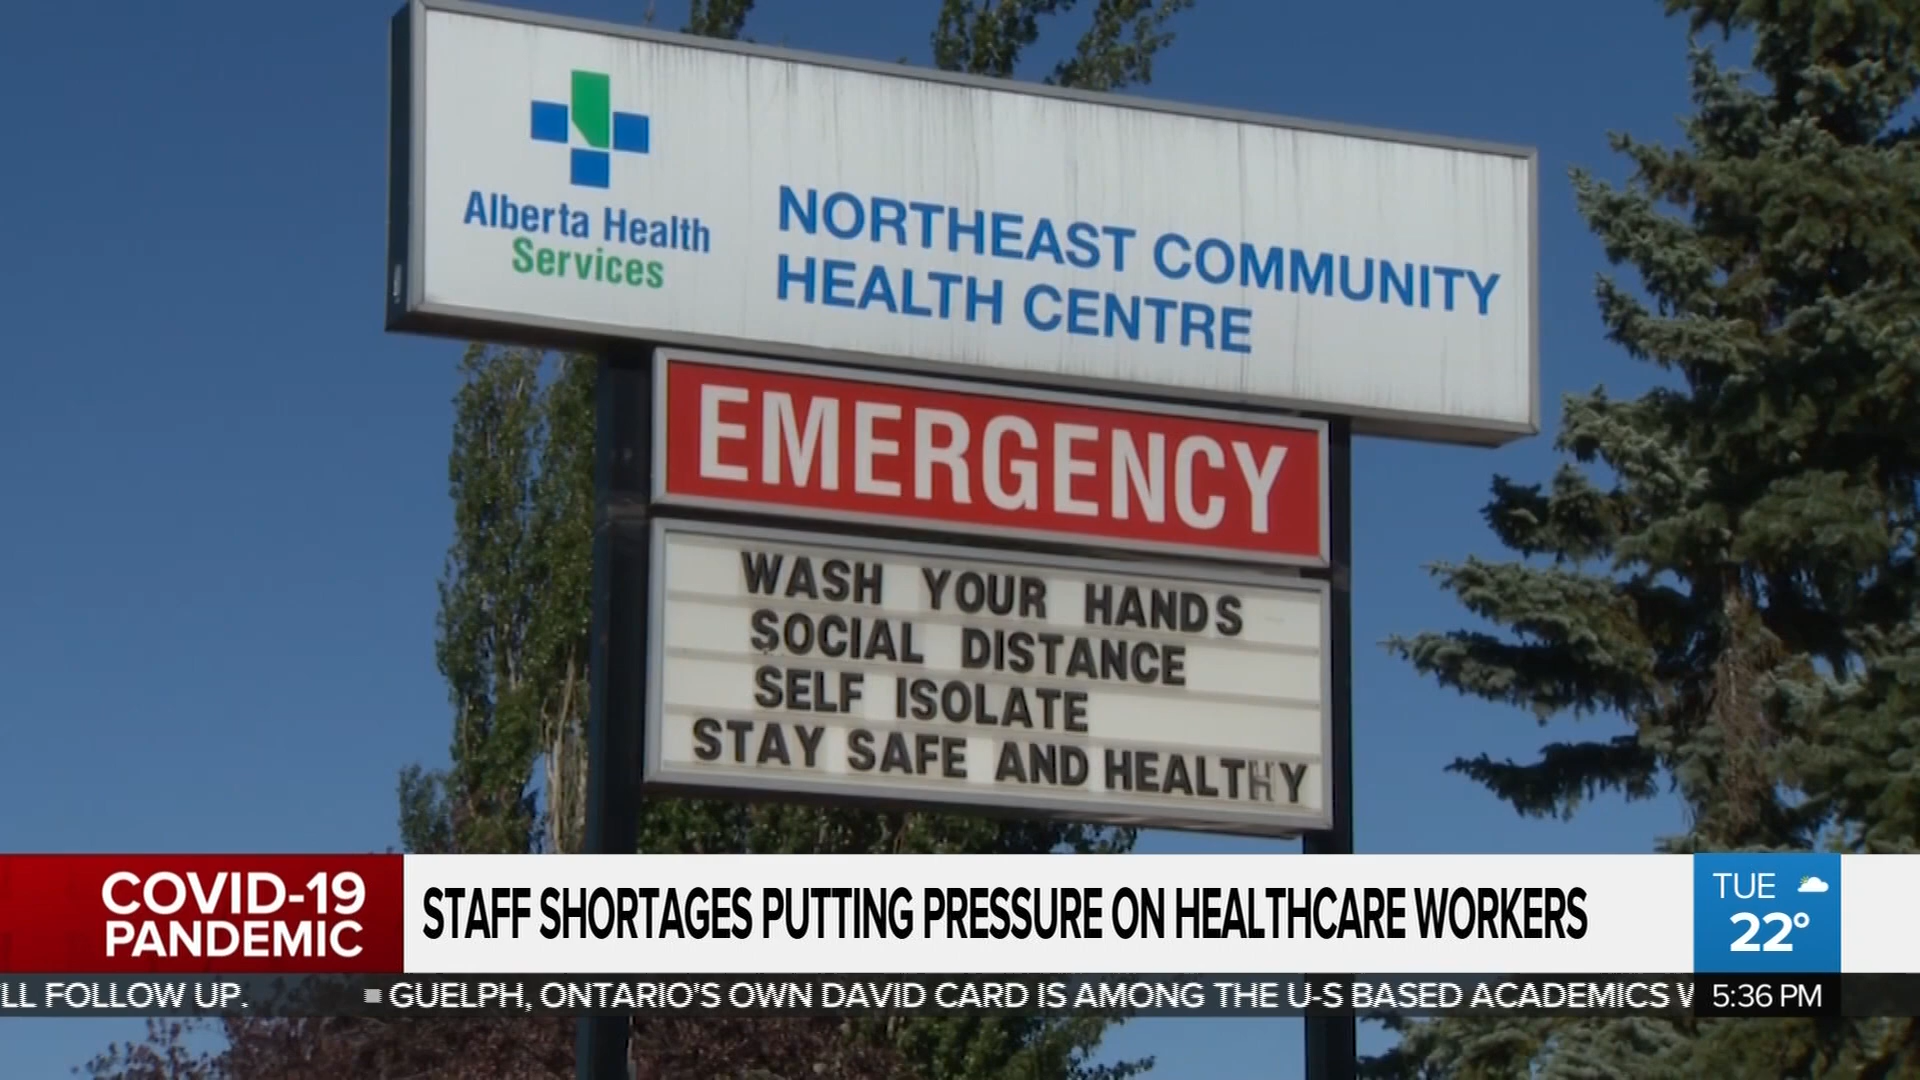 Alberta Health
Services
NORTHEAST COMMUNITY
HEALTH CENTRE
EMERGENCY
WASH YOUR HANDS
SOCIAL DISTANCE
SELF ISOLATE
STAY SAFE AND HEALTHY
COVID-19
PANDEMIC
STAFF SHORTAGES PUTTING PRESSURE ON HEALTHCARE WORKERS
TUE
22°
'LL FOLLOW UP. ■ GUELPH, ONTARIO'S OWN DAVID CARD IS AMONG THE U-S BASED ACADEMICS
5:36 PM